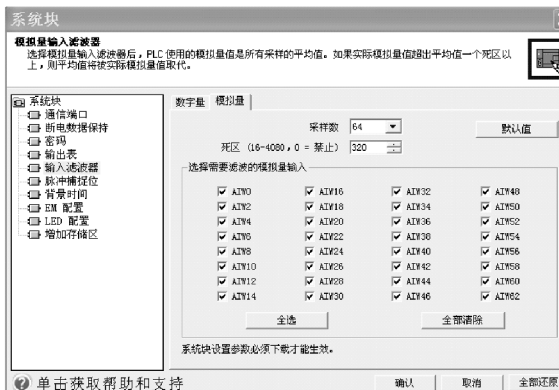 系统块
模拟量输入滤波器
选择模拟量输入滤波器后，PLC 使用的模拟量值是所有采样的平均值。如果实际模拟量值超出平均值一个死区以
上，则平均值将被实际模拟量值取代。
系统块
通信端口
断电数据保持
密码
输出表
输入滤波器
脉冲捕捉位
背景时间
EM 配置
LED 配置
增加存储区
数字量 模拟量
采样数 64 默认值
死区 (16-4080，0 = 禁止) 320
选择需要滤波的模拟量输入
AIW0 AIW16 AIW32 AIW48
AIW2 AIW18 AIW34 AIW50
AIW4 AIW20 AIW36 AIW52
AIW6 AIW22 AIW38 AIW54
AIW8 AIW24 AIW40 AIW56
AIW10 AIW26 AIW42 AIW58
AIW12 AIW28 AIW44 AIW60
AIW14 AIW30 AIW46 AIW62
全选 全部清除
系统块设置参数必须下载才能生效。
单击获取帮助和支持 确认 取消 全部还原